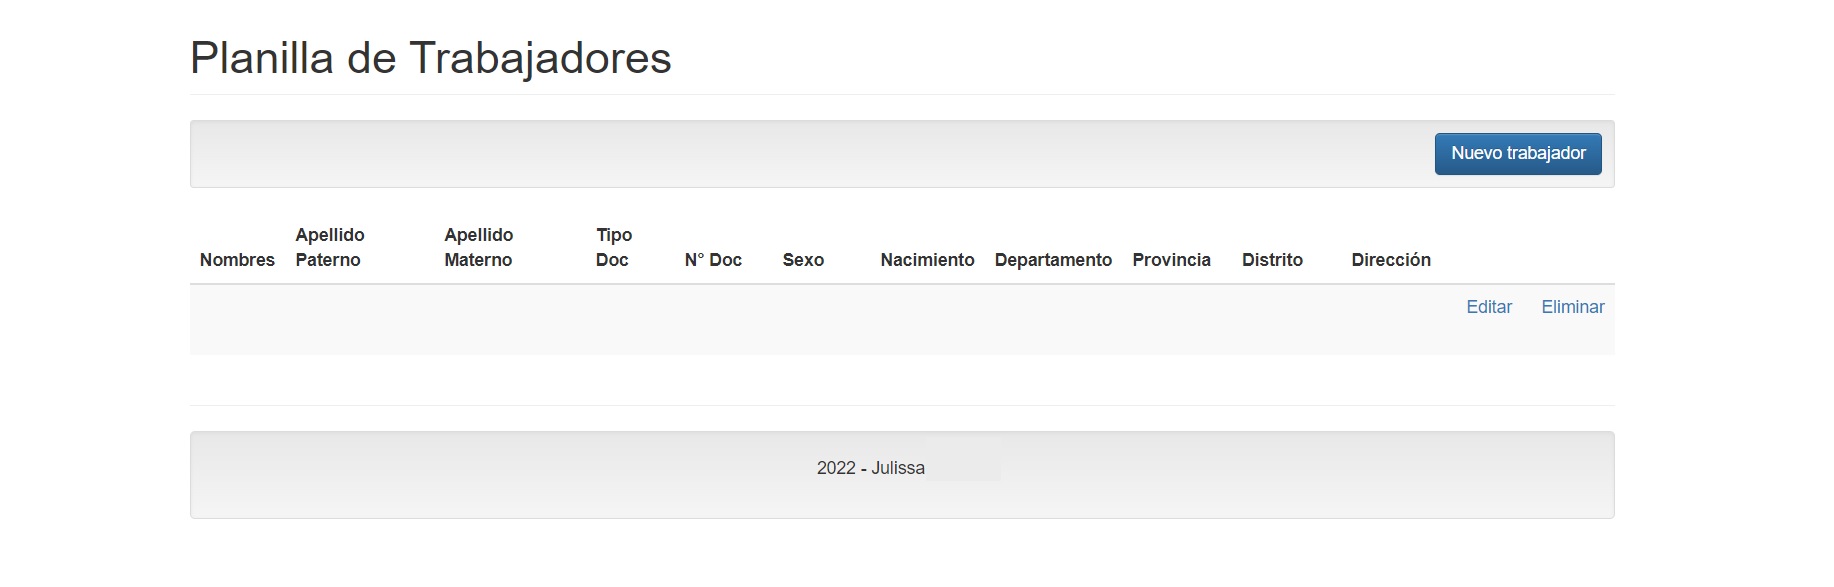 Planilla de Trabajadores
Nuevo trabajador
Nombres Apellido Paterno Apellido Materno Tipo Doc N° Doc Sexo Nacimiento Departamento Provincia Distrito Dirección
Editar Eliminar
2022 - Julissa